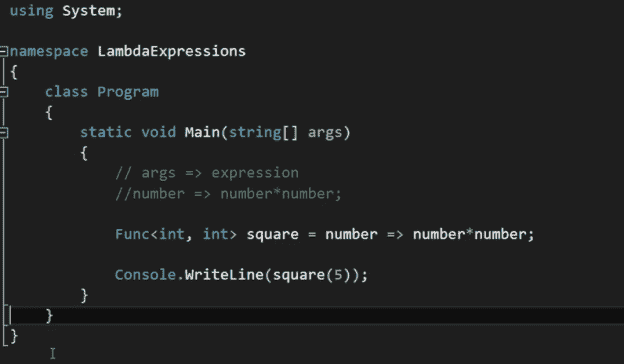 using System;
namespace LambdaExpressions
{
class Program
{
static void Main(string[] args)
{
// args => expression
//number => number*number;
Func<int, int> square = number => number*number;
Console.WriteLine(square(5));
}
}
}